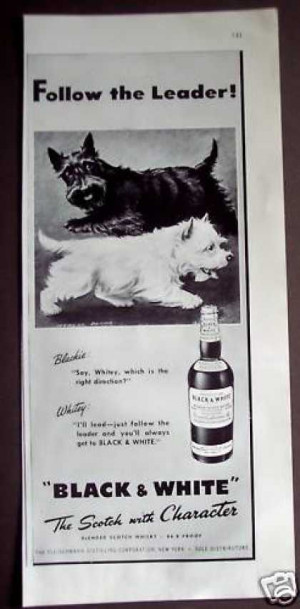 Follow the Leader!
Blackie:
"Say, Whitey, which is the
right direction?"
Whitey:
"I'll lead—just follow the
leader and you'll always
get to BLACK & WHITE."
BLACK & WHITE
"BLACK & WHITE"
The Scotch with Character
BLENDED SCOTCH WHISKY · 86.8 PROOF
THE FLEISCHMANN DISTILLING CORPORATION, NEW YORK · SOLE DISTRIBUTORS